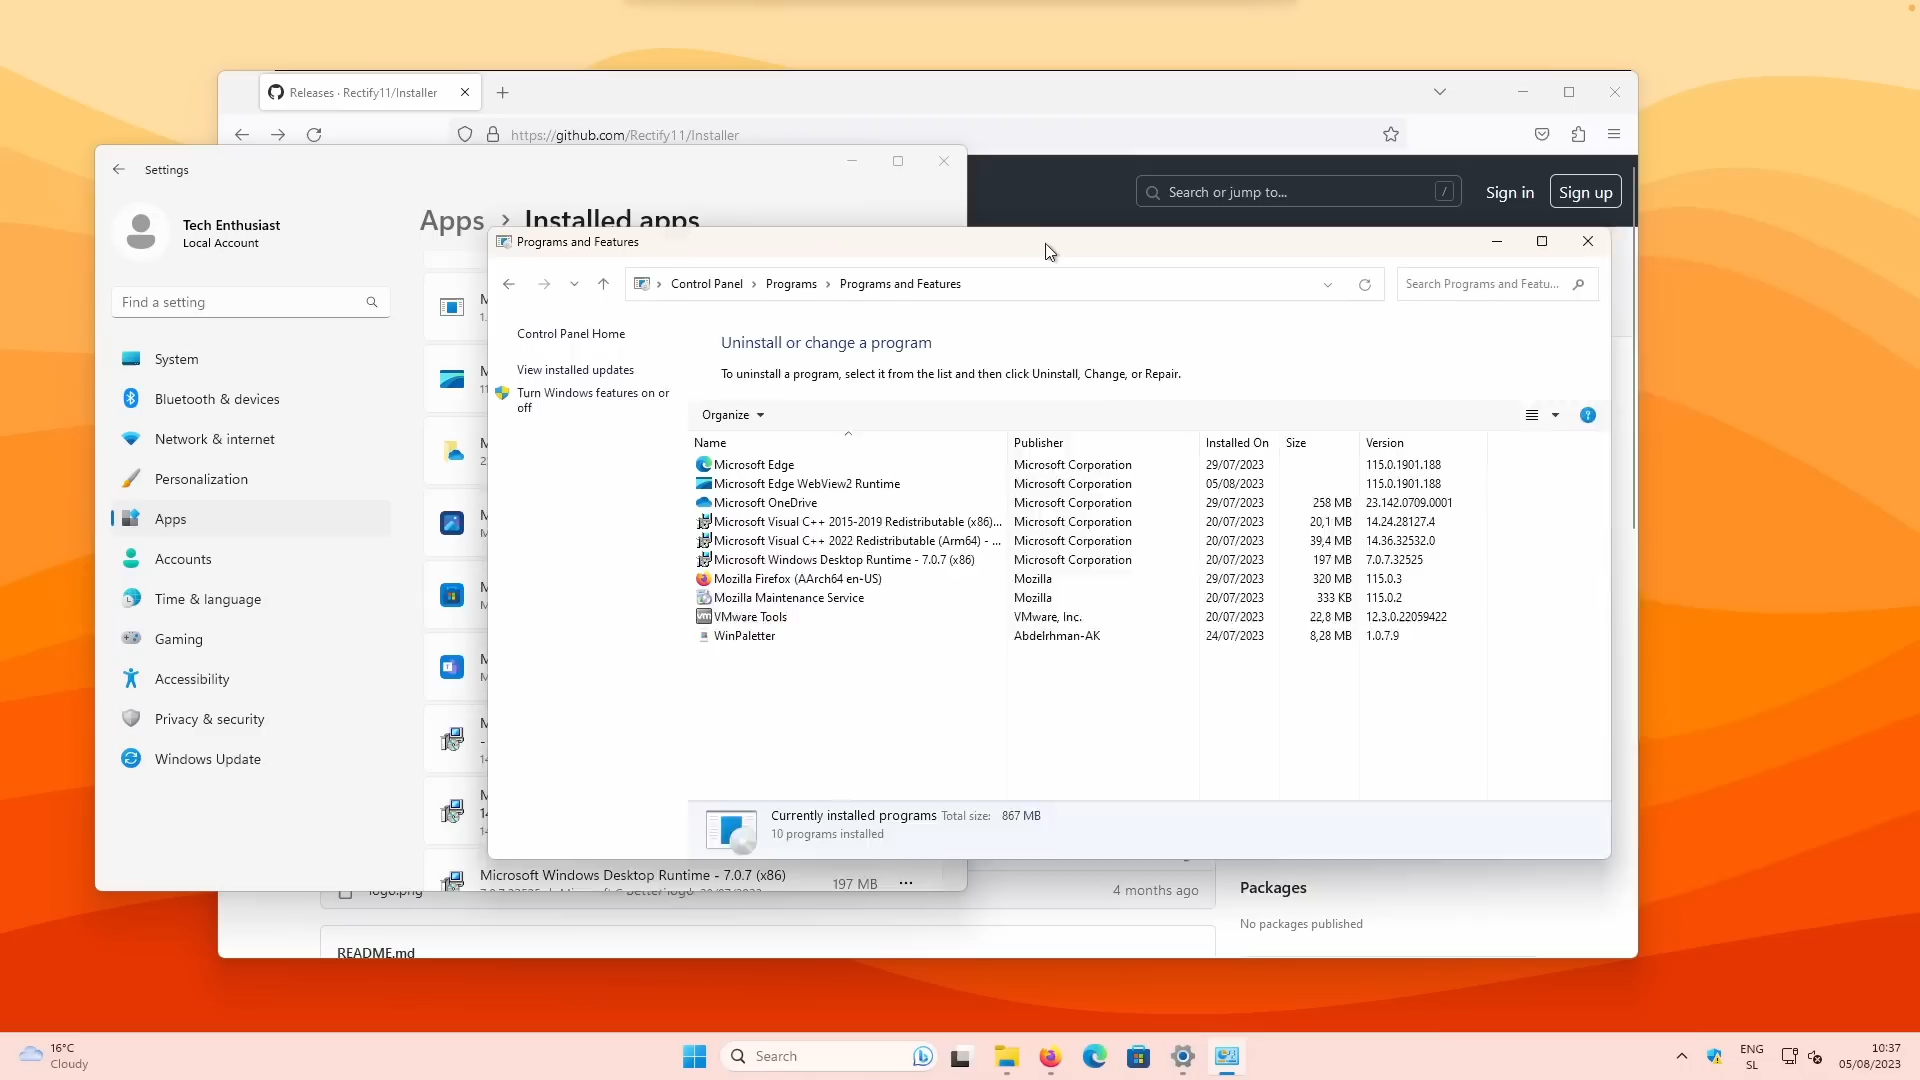 Releases · Rectify11/Installer
https://github.com/Rectify11/Installer
Search or jump to...
/
Sign in
Sign up
Settings
Tech Enthusiast
Local Account
Find a setting
System
Bluetooth & devices
Network & internet
Personalization
Apps
Accounts
Time & language
Gaming
Accessibility
Privacy & security
Windows Update
Apps › Installed apps
Microsoft Windows Desktop Runtime - 7.0.7 (x86)
197 MB
Programs and Features
Control Panel › Programs › Programs and Features
Search Programs and Featu...
Control Panel Home
View installed updates
Turn Windows features on or
off
Uninstall or change a program
To uninstall a program, select it from the list and then click Uninstall, Change, or Repair.
Organize
Name Publisher Installed On Size Version
Microsoft Edge Microsoft Corporation 29/07/2023 115.0.1901.188
Microsoft Edge WebView2 Runtime Microsoft Corporation 05/08/2023 115.0.1901.188
Microsoft OneDrive Microsoft Corporation 29/07/2023 258 MB 23.142.0709.0001
Microsoft Visual C++ 2015-2019 Redistributable (x86)... Microsoft Corporation 20/07/2023 20,1 MB 14.24.28127.4
Microsoft Visual C++ 2022 Redistributable (Arm64) - ... Microsoft Corporation 20/07/2023 39,4 MB 14.36.32532.0
Microsoft Windows Desktop Runtime - 7.0.7 (x86) Microsoft Corporation 20/07/2023 197 MB 7.0.7.32525
Mozilla Firefox (AArch64 en-US) Mozilla 29/07/2023 320 MB 115.0.3
Mozilla Maintenance Service Mozilla 20/07/2023 333 KB 115.0.2
VMware Tools VMware, Inc. 20/07/2023 22,8 MB 12.3.0.22059422
WinPaletter Abdelrhman-AK 24/07/2023 8,28 MB 1.0.7.9
Currently installed programs Total size: 867 MB
10 programs installed
logo.png
4 months ago
README.md
Packages
No packages published
16°C
Cloudy
Search
ENG
SL
10:37
05/08/2023